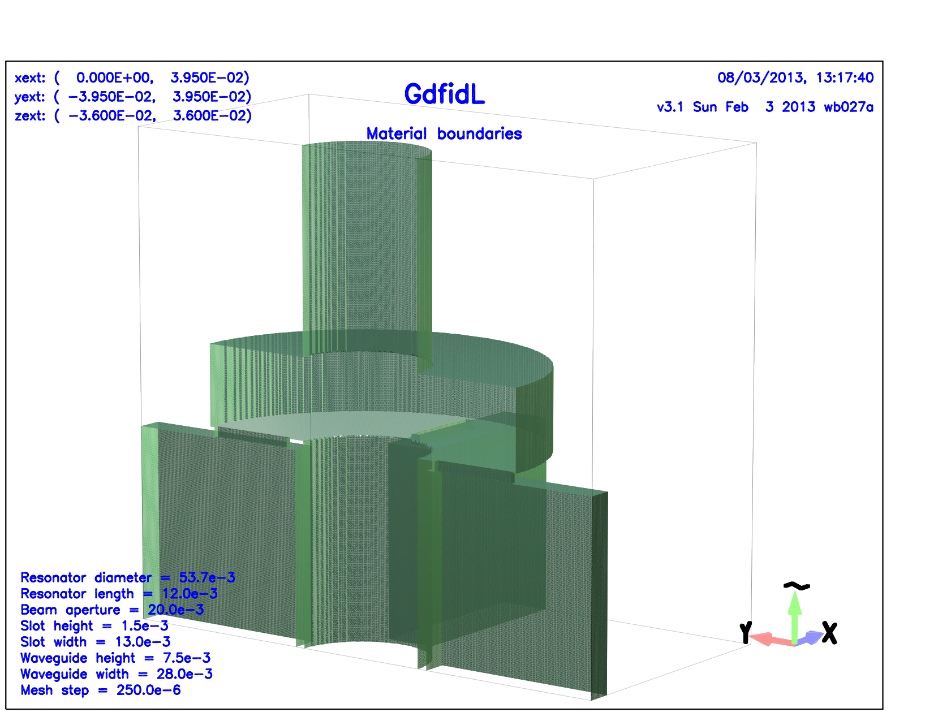 xext: ( 0.000E+00, 3.950E-02)
yext: ( -3.950E-02, 3.950E-02)
zext: ( -3.600E-02, 3.600E-02)
GdfidL
Material boundaries
08/03/2013, 13:17:40
v3.1 Sun Feb 3 2013 wb027a
Resonator diameter = 53.7e-3
Resonator length = 12.0e-3
Beam aperture = 20.0e-3
Slot height = 1.5e-3
Slot width = 13.0e-3
Waveguide height = 7.5e-3
Waveguide width = 28.0e-3
Mesh step = 250.0e-6
Y
X